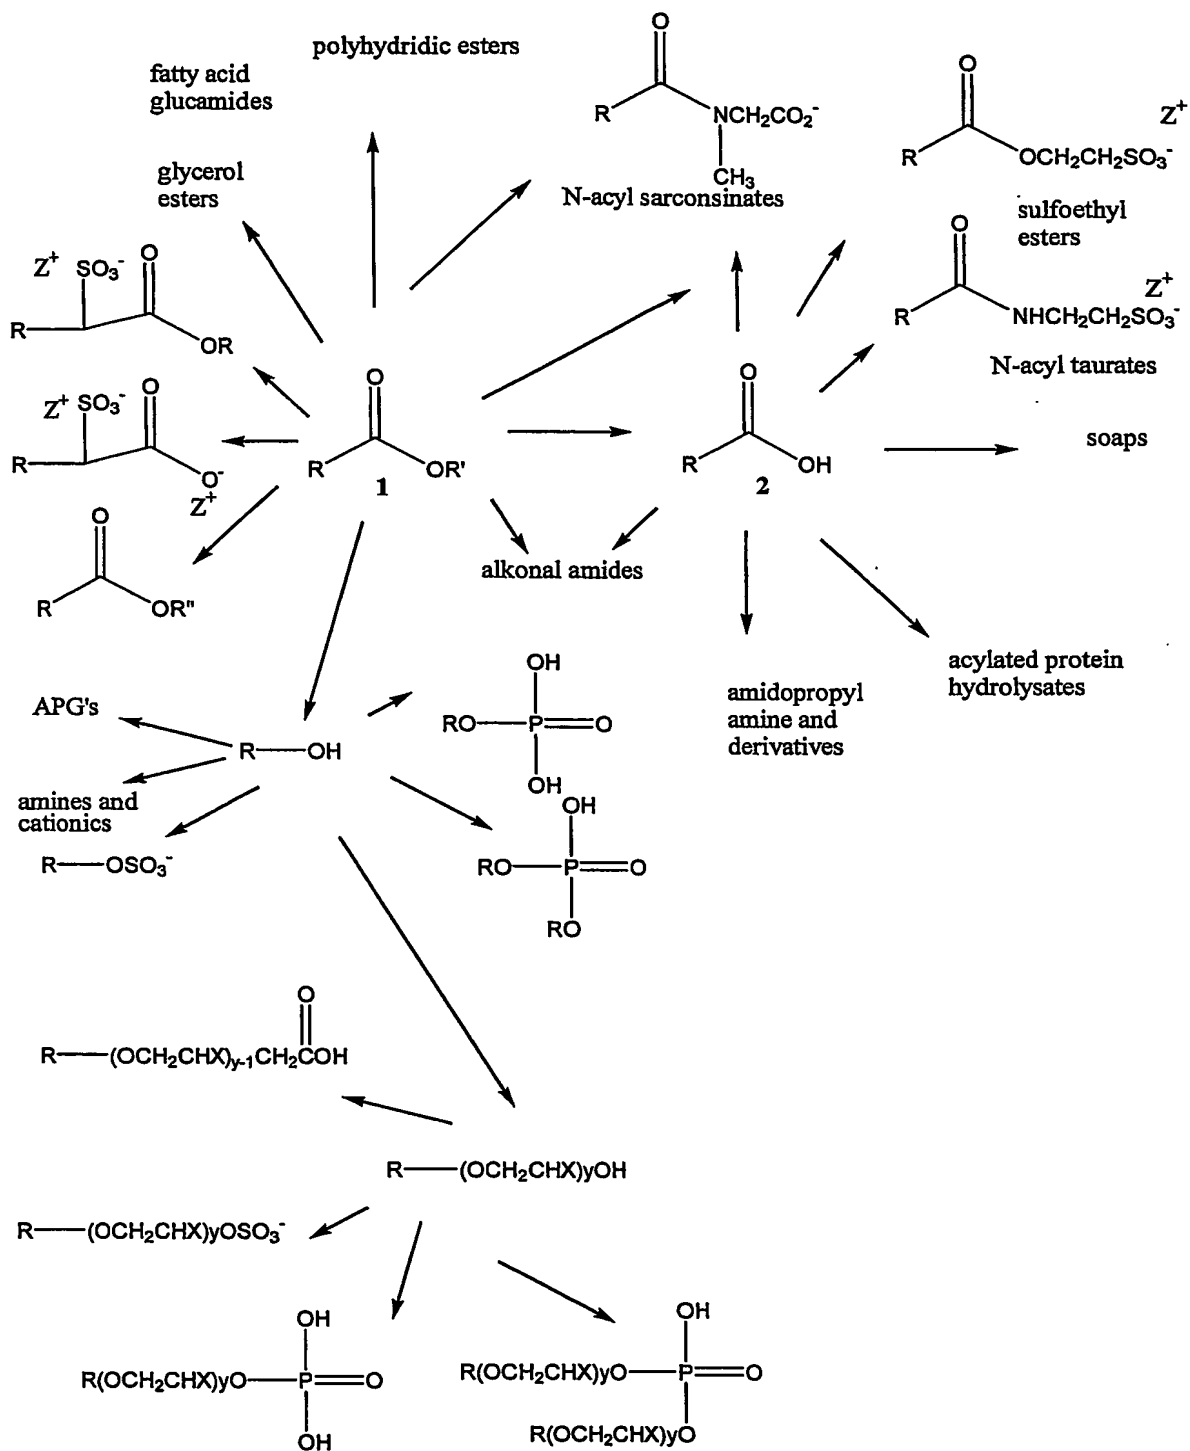 polyhydridic esters
fatty acid
glucamides
glycerol
esters
O
R
NCH₂CO₂⁻
CH₃
N-acyl sarconsinates
O
R
OCH₂CH₂SO₃⁻
Z⁺
sulfoethyl
esters
O
R
NHCH₂CH₂SO₃⁻
Z⁺
N-acyl taurates
Z⁺
SO₃⁻
O
R
OR
Z⁺
SO₃⁻
O
R
O⁻
Z⁺
O
R
OR'
1
O
R
OH
2
soaps
O
R
OR"
alkonal amides
acylated protein
hydrolysates
amidopropyl
amine and
derivatives
APG's
R OH
amines and
cationics
R OSO₃⁻
OH
RO P O
OH
OH
RO P O
RO
O
R (OCH₂CHX)y-1CH₂COH
R (OCH₂CHX)yOH
R (OCH₂CHX)yOSO₃⁻
OH
R(OCH₂CHX)yO P O
OH
OH
R(OCH₂CHX)yO P O
R(OCH₂CHX)yO